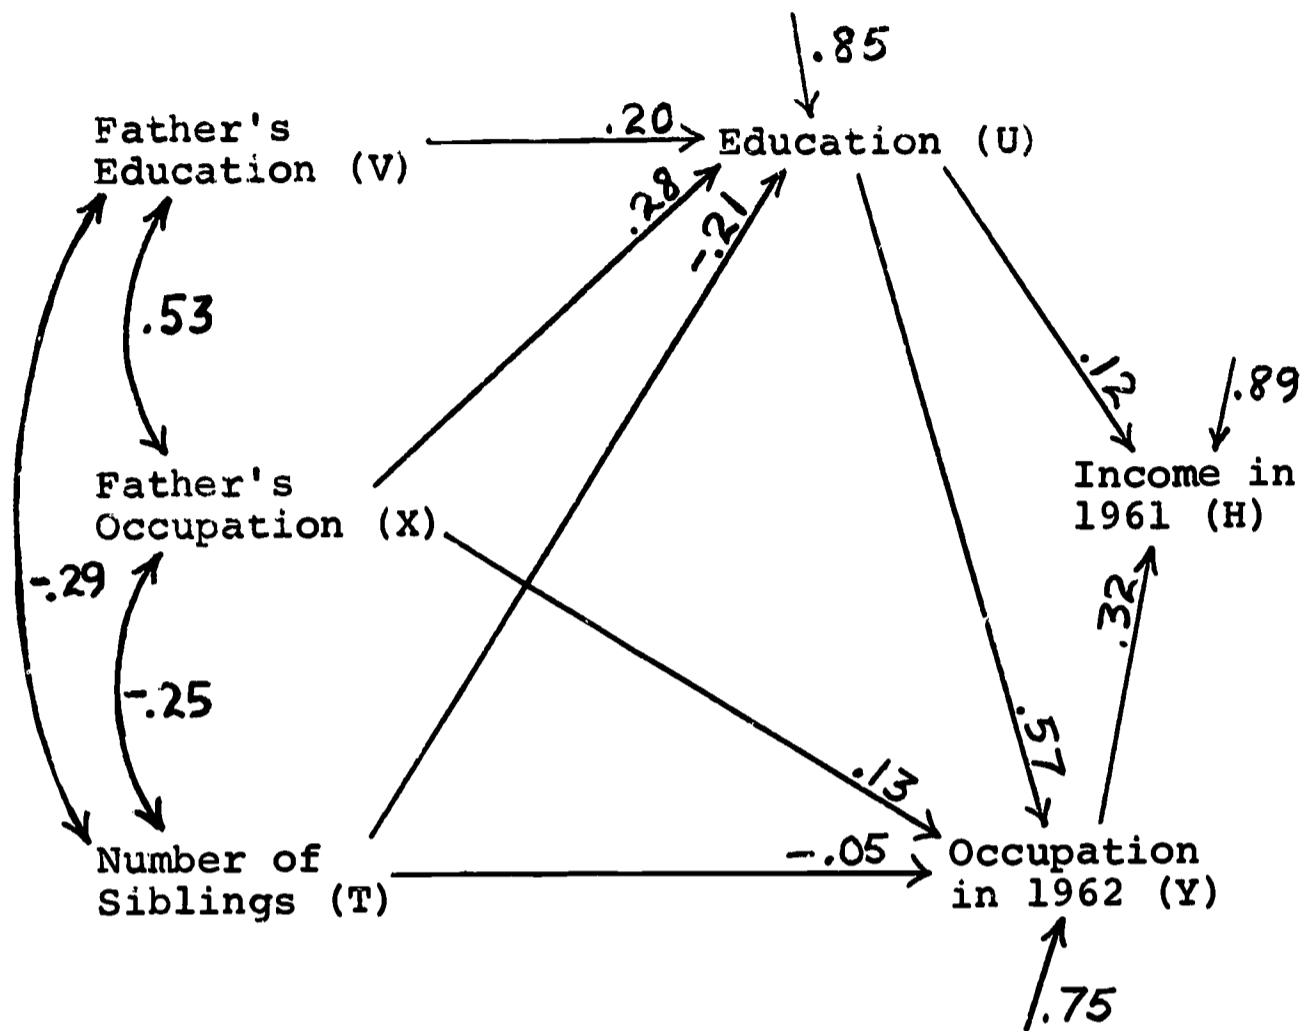 .85
Father's
Education (V)
.20
Education (U)
.28
-.21
.53
.12
.89
Father's
Occupation (X)
Income in
1961 (H)
-.29
.32
-.25
.57
.13
Number of
Siblings (T)
-.05
Occupation
in 1962 (Y)
.75